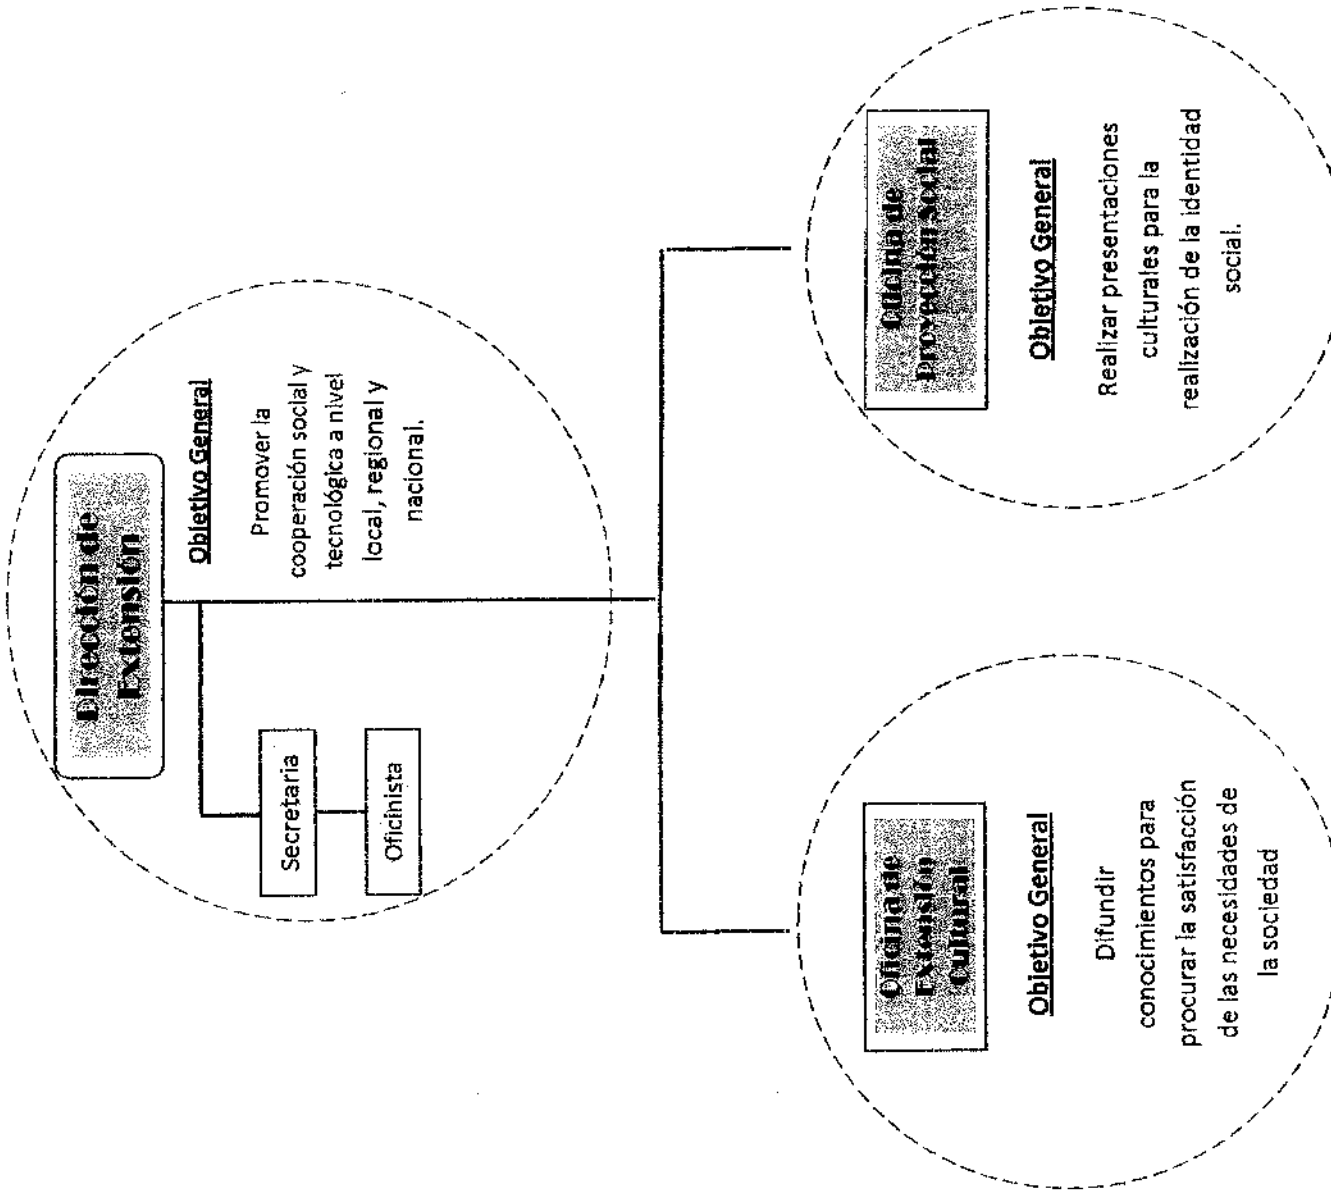 Dirección de
Extensión
Objetivo General
Promover la
cooperación social y
tecnológica a nivel
local, regional y
nacional.
Secretaria
Oficinista
Oficina de
Extensión
Cultural
Objetivo General
Difundir
conocimientos para
procurar la satisfacción
de las necesidades de
la sociedad
Oficina de
Proyección Social
Objetivo General
Realizar presentaciones
culturales para la
realización de la identidad
social.